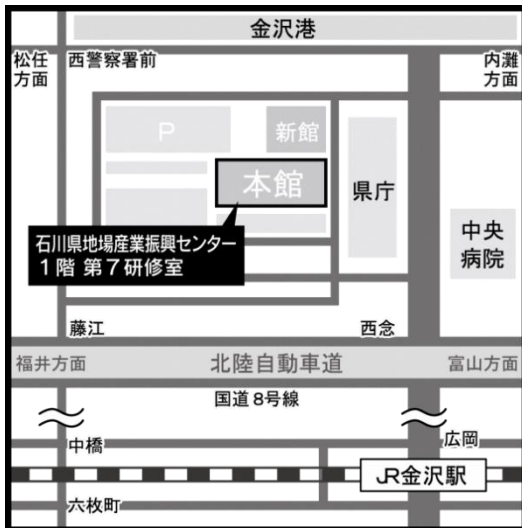 金沢港
松任
方面
西警察署前
内灘
方面
P
新館
本館
県庁
石川県地場産業振興センター
1階 第7研修室
中央
病院
藤江
西念
福井方面
北陸自動車道
富山方面
国道8号線
中橋
広岡
JR金沢駅
六枚町